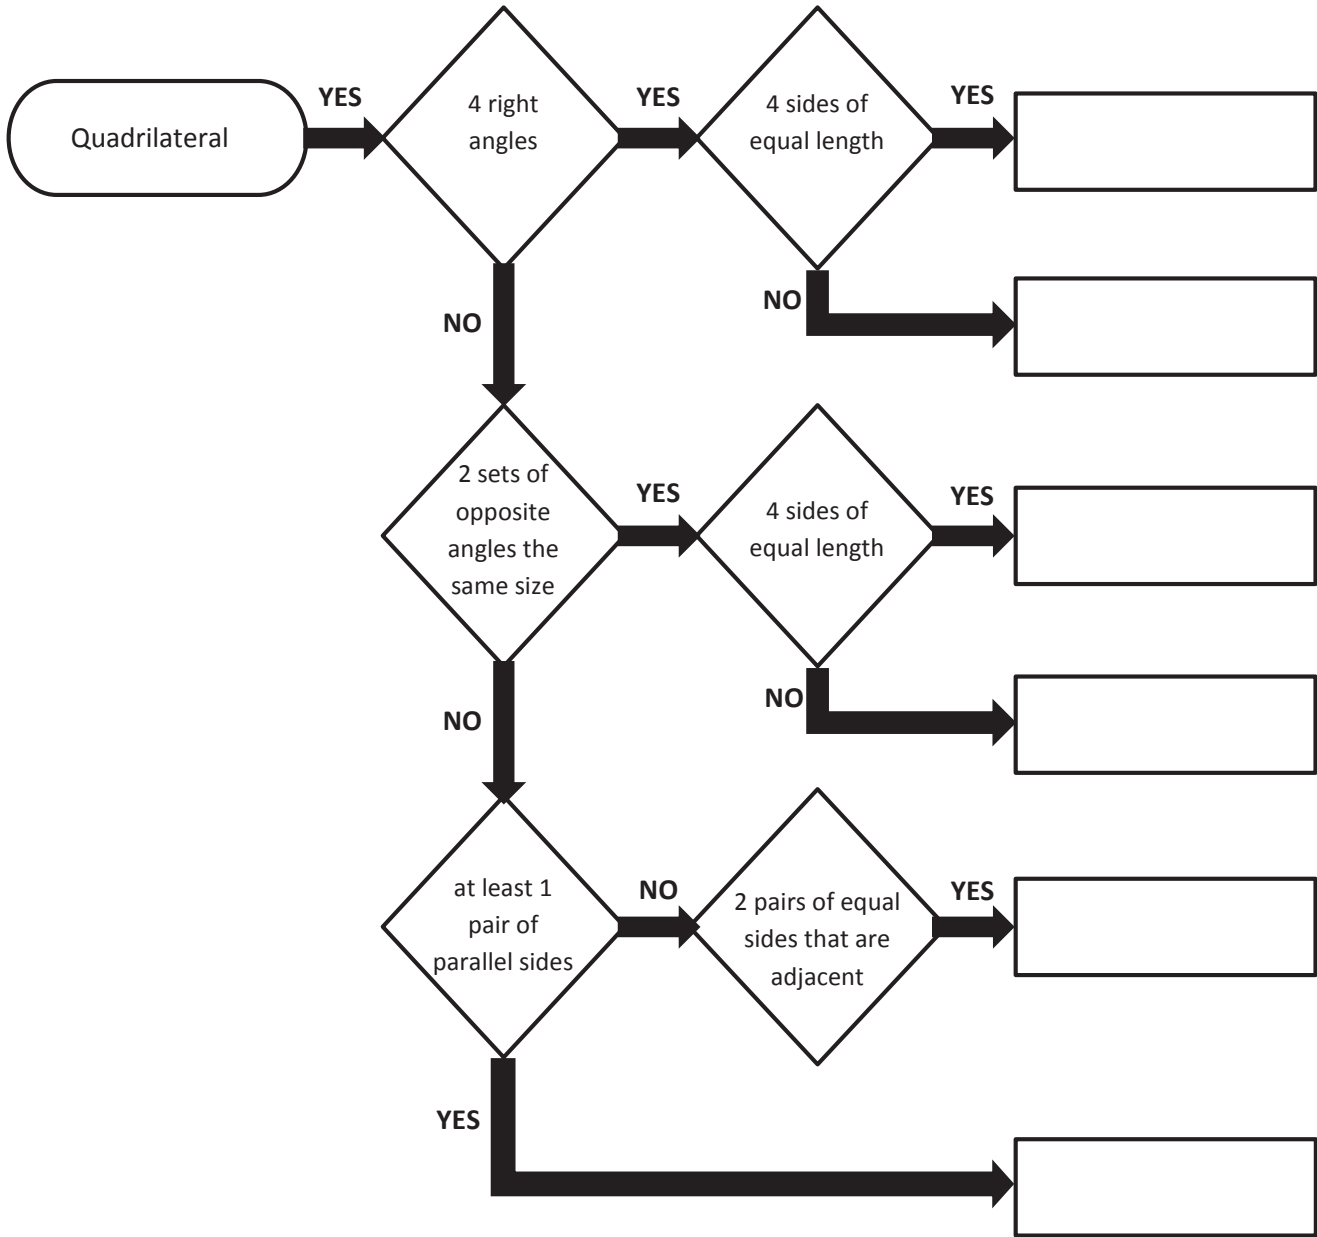 YES
YES
YES
Quadrilateral
4 right
angles
4 sides of
equal length
NO
NO
2 sets of
opposite
angles the
same size
YES
4 sides of
equal length
YES
NO
NO
at least 1
pair of
parallel sides
NO
2 pairs of equal
sides that are
adjacent
YES
YES